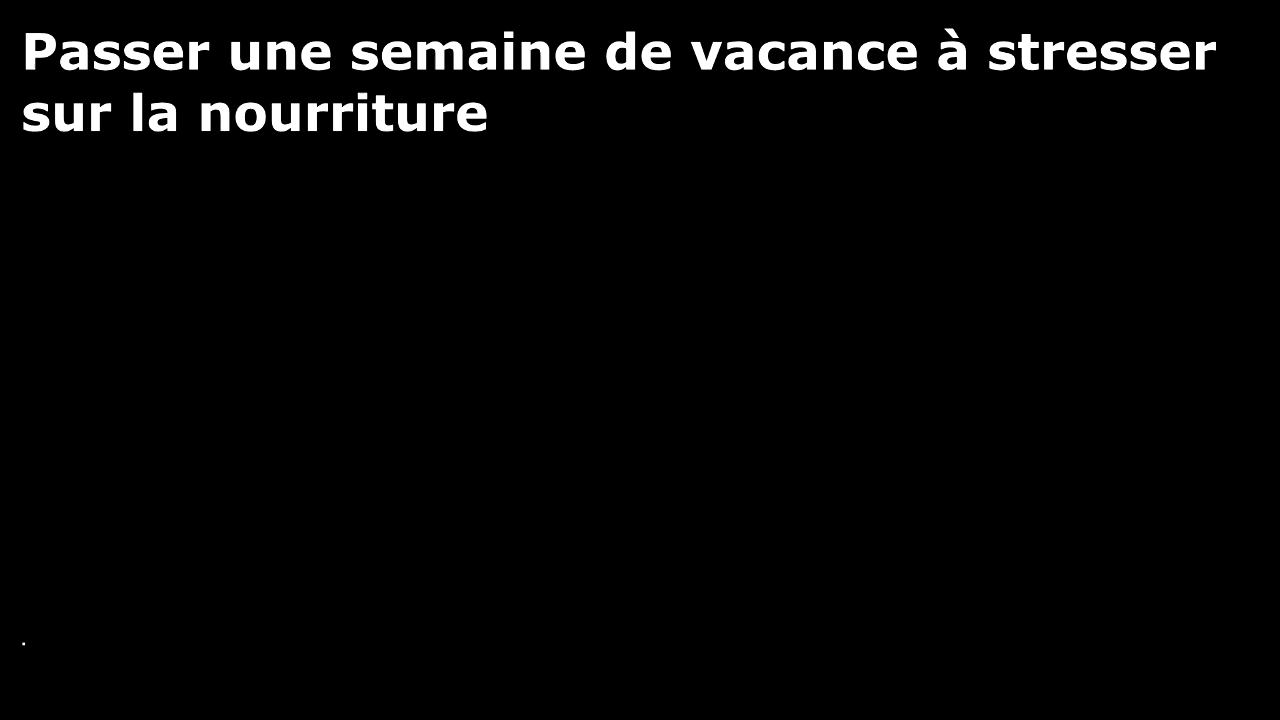 Passer une semaine de vacance à stresser
sur la nourriture
.